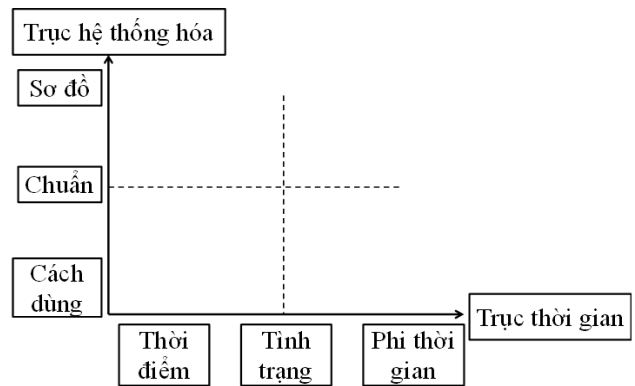 Trục hệ thống hóa
Sơ đồ
Chuẩn
Cách
dùng
Trục thời gian
Thời
điểm
Tình
trạng
Phi thời
gian